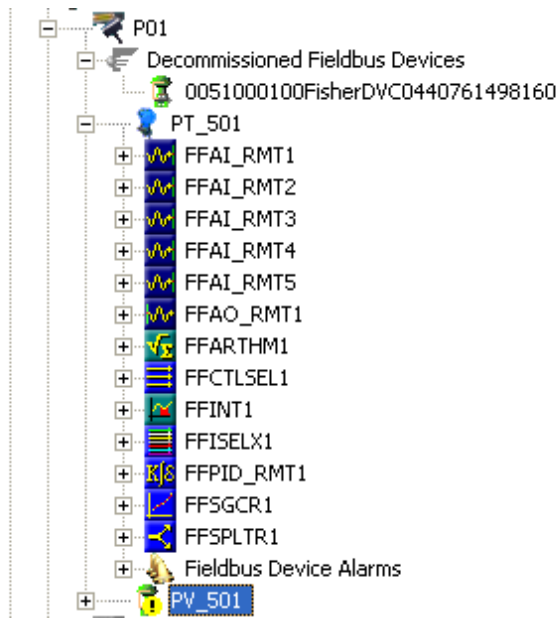 P01
Decommissioned Fieldbus Devices
0051000100FisherDVC0440761498160
PT_501
FFAI_RMT1
FFAI_RMT2
FFAI_RMT3
FFAI_RMT4
FFAI_RMT5
FFAO_RMT1
FFARTHM1
FFCTLSEL1
FFINT1
FFISELX1
FFPID_RMT1
FFSGCR1
FFSPLTR1
Fieldbus Device Alarms
PV_501